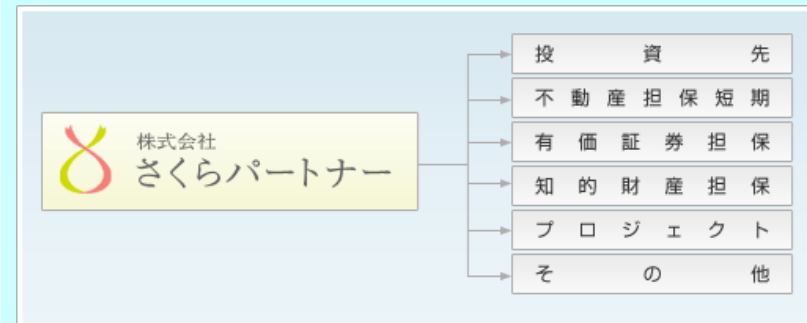 株式会社
さくらパートナー
投資先
不動産担保短期
有価証券担保
知的財産担保
プロジェクト
その他